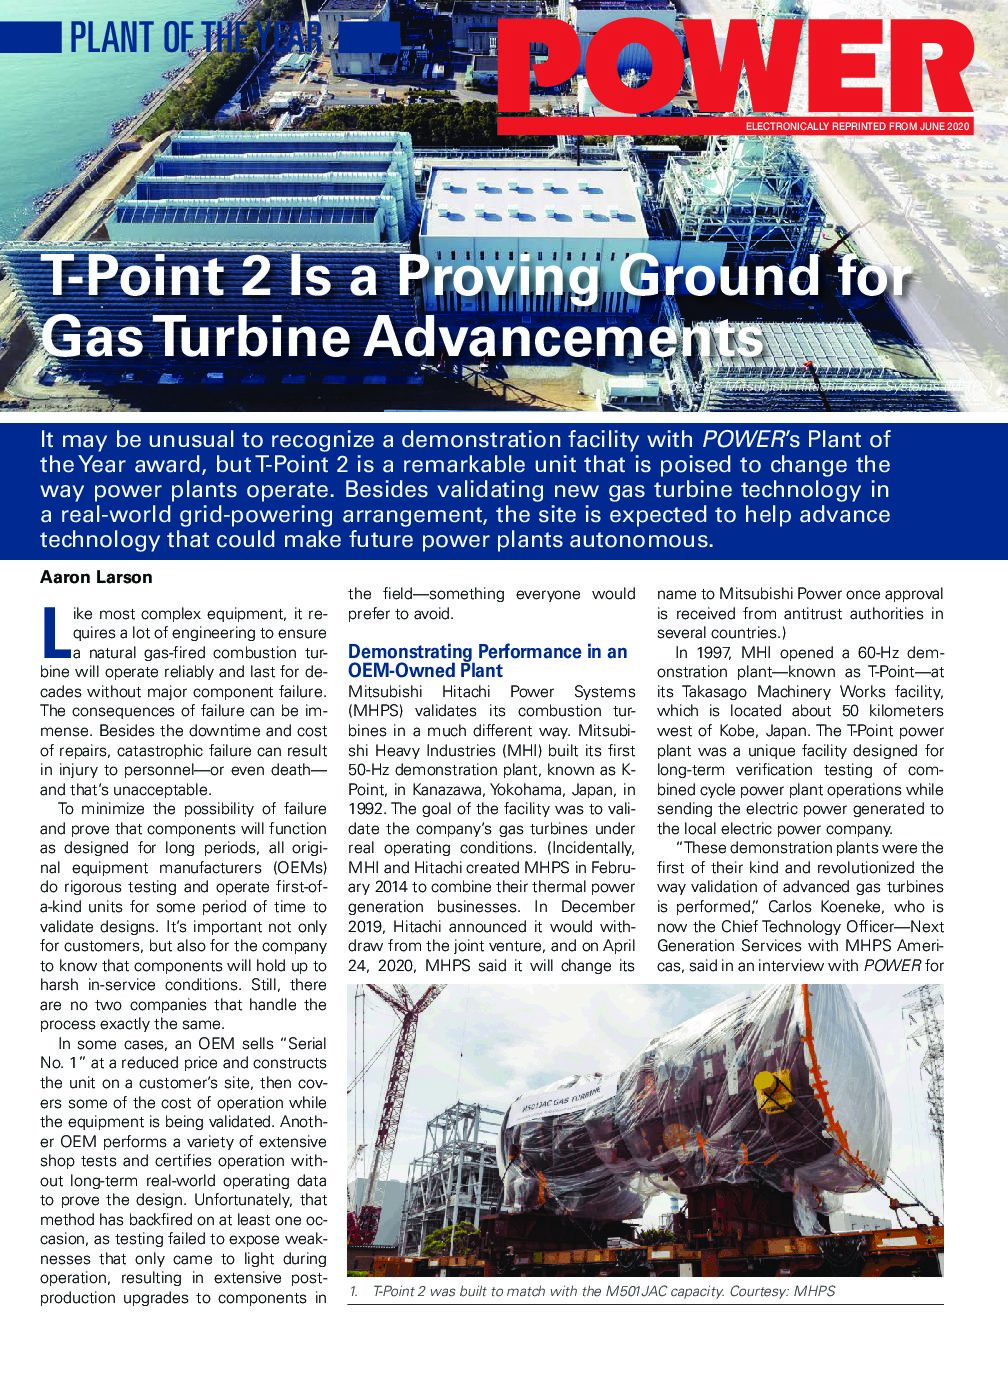 PLANT OF THE YEAR
POWER
ELECTRONICALLY REPRINTED FROM JUNE 2020
T-Point 2 Is a Proving Ground for
Gas Turbine Advancements
Courtesy: Mitsubishi Hitachi Power Systems
It may be unusual to recognize a demonstration facility with POWER’s Plant of
the Year award, but T-Point 2 is a remarkable unit that is poised to change the
way power plants operate. Besides validating new gas turbine technology in
a real-world grid-powering arrangement, the site is expected to help advance
technology that could make future power plants autonomous.
Aaron Larson
Like most complex equipment, it re-
quires a lot of engineering to ensure
a natural gas-fired combustion tur-
bine will operate reliably and last for de-
cades without major component failure.
The consequences of failure can be im-
mense. Besides the downtime and cost
of repairs, catastrophic failure can result
in injury to personnel—or even death—
and that’s unacceptable.
To minimize the possibility of failure
and prove that components will function
as designed for long periods, all origi-
nal equipment manufacturers (OEMs)
do rigorous testing and operate first-of-
a-kind units for some period of time to
validate designs. It’s important not only
for customers, but also for the company
to know that components will hold up to
harsh in-service conditions. Still, there
are no two companies that handle the
process exactly the same.
In some cases, an OEM sells “Serial
No. 1” at a reduced price and constructs
the unit on a customer’s site, then cov-
ers some of the cost of operation while
the equipment is being validated. Anoth-
er OEM performs a variety of extensive
shop tests and certifies operation with-
out long-term real-world operating data
to prove the design. Unfortunately, that
method has backfired on at least one oc-
casion, as testing failed to expose weak-
nesses that only came to light during
operation, resulting in extensive post-
production upgrades to components in
the field—something everyone would
prefer to avoid.
Demonstrating Performance in an
OEM-Owned Plant
Mitsubishi Hitachi Power Systems
(MHPS) validates its combustion tur-
bines in a much different way. Mitsubi-
shi Heavy Industries (MHI) built its first
50-Hz demonstration plant, known as K-
Point, in Kanazawa, Yokohama, Japan, in
1992. The goal of the facility was to vali-
date the company’s gas turbines under
real operating conditions. (Incidentally,
MHI and Hitachi created MHPS in Febru-
ary 2014 to combine their thermal power
generation businesses. In December
2019, Hitachi announced it would with-
draw from the joint venture, and on April
24, 2020, MHPS said it will change its
name to Mitsubishi Power once approval
is received from antitrust authorities in
several countries.)
In 1997, MHI opened a 60-Hz dem-
onstration plant—known as T-Point—at
its Takasago Machinery Works facility,
which is located about 50 kilometers
west of Kobe, Japan. The T-Point power
plant was a unique facility designed for
long-term verification testing of com-
bined cycle power plant operations while
sending the electric power generated to
the local electric power company.
“These demonstration plants were the
first of their kind and revolutionized the
way validation of advanced gas turbines
is performed,” Carlos Koeneke, who is
now the Chief Technology Officer—Next
Generation Services with MHPS Ameri-
cas, said in an interview with POWER for
M501JAC GAS TURBINE
1. T-Point 2 was built to match with the M501JAC capacity. Courtesy: MHPS